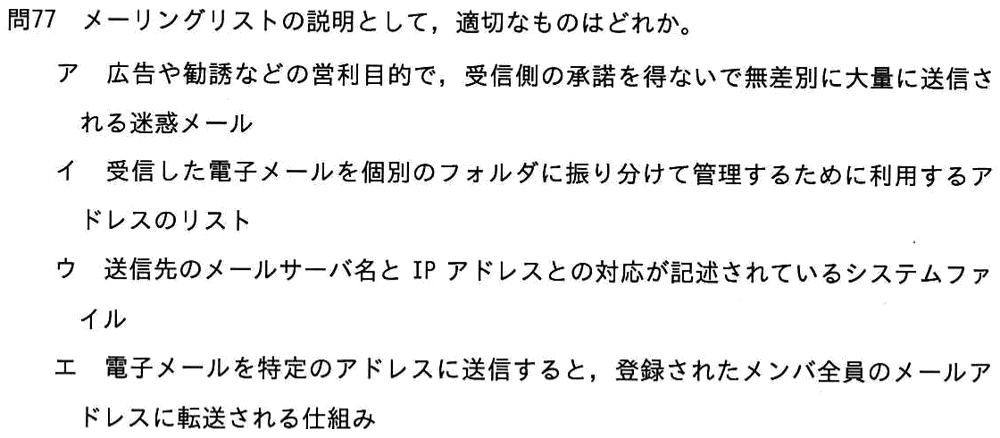 問77 メーリングリストの説明として，適切なものはどれか。
ア 広告や勧誘などの営利目的で，受信側の承諾を得ないで無差別に大量に送信さ
れる迷惑メール
イ 受信した電子メールを個別のフォルダに振り分けて管理するために利用するア
ドレスのリスト
ウ 送信先のメールサーバ名と IP アドレスとの対応が記述されているシステムファ
イル
エ 電子メールを特定のアドレスに送信すると，登録されたメンバ全員のメールア
ドレスに転送される仕組み